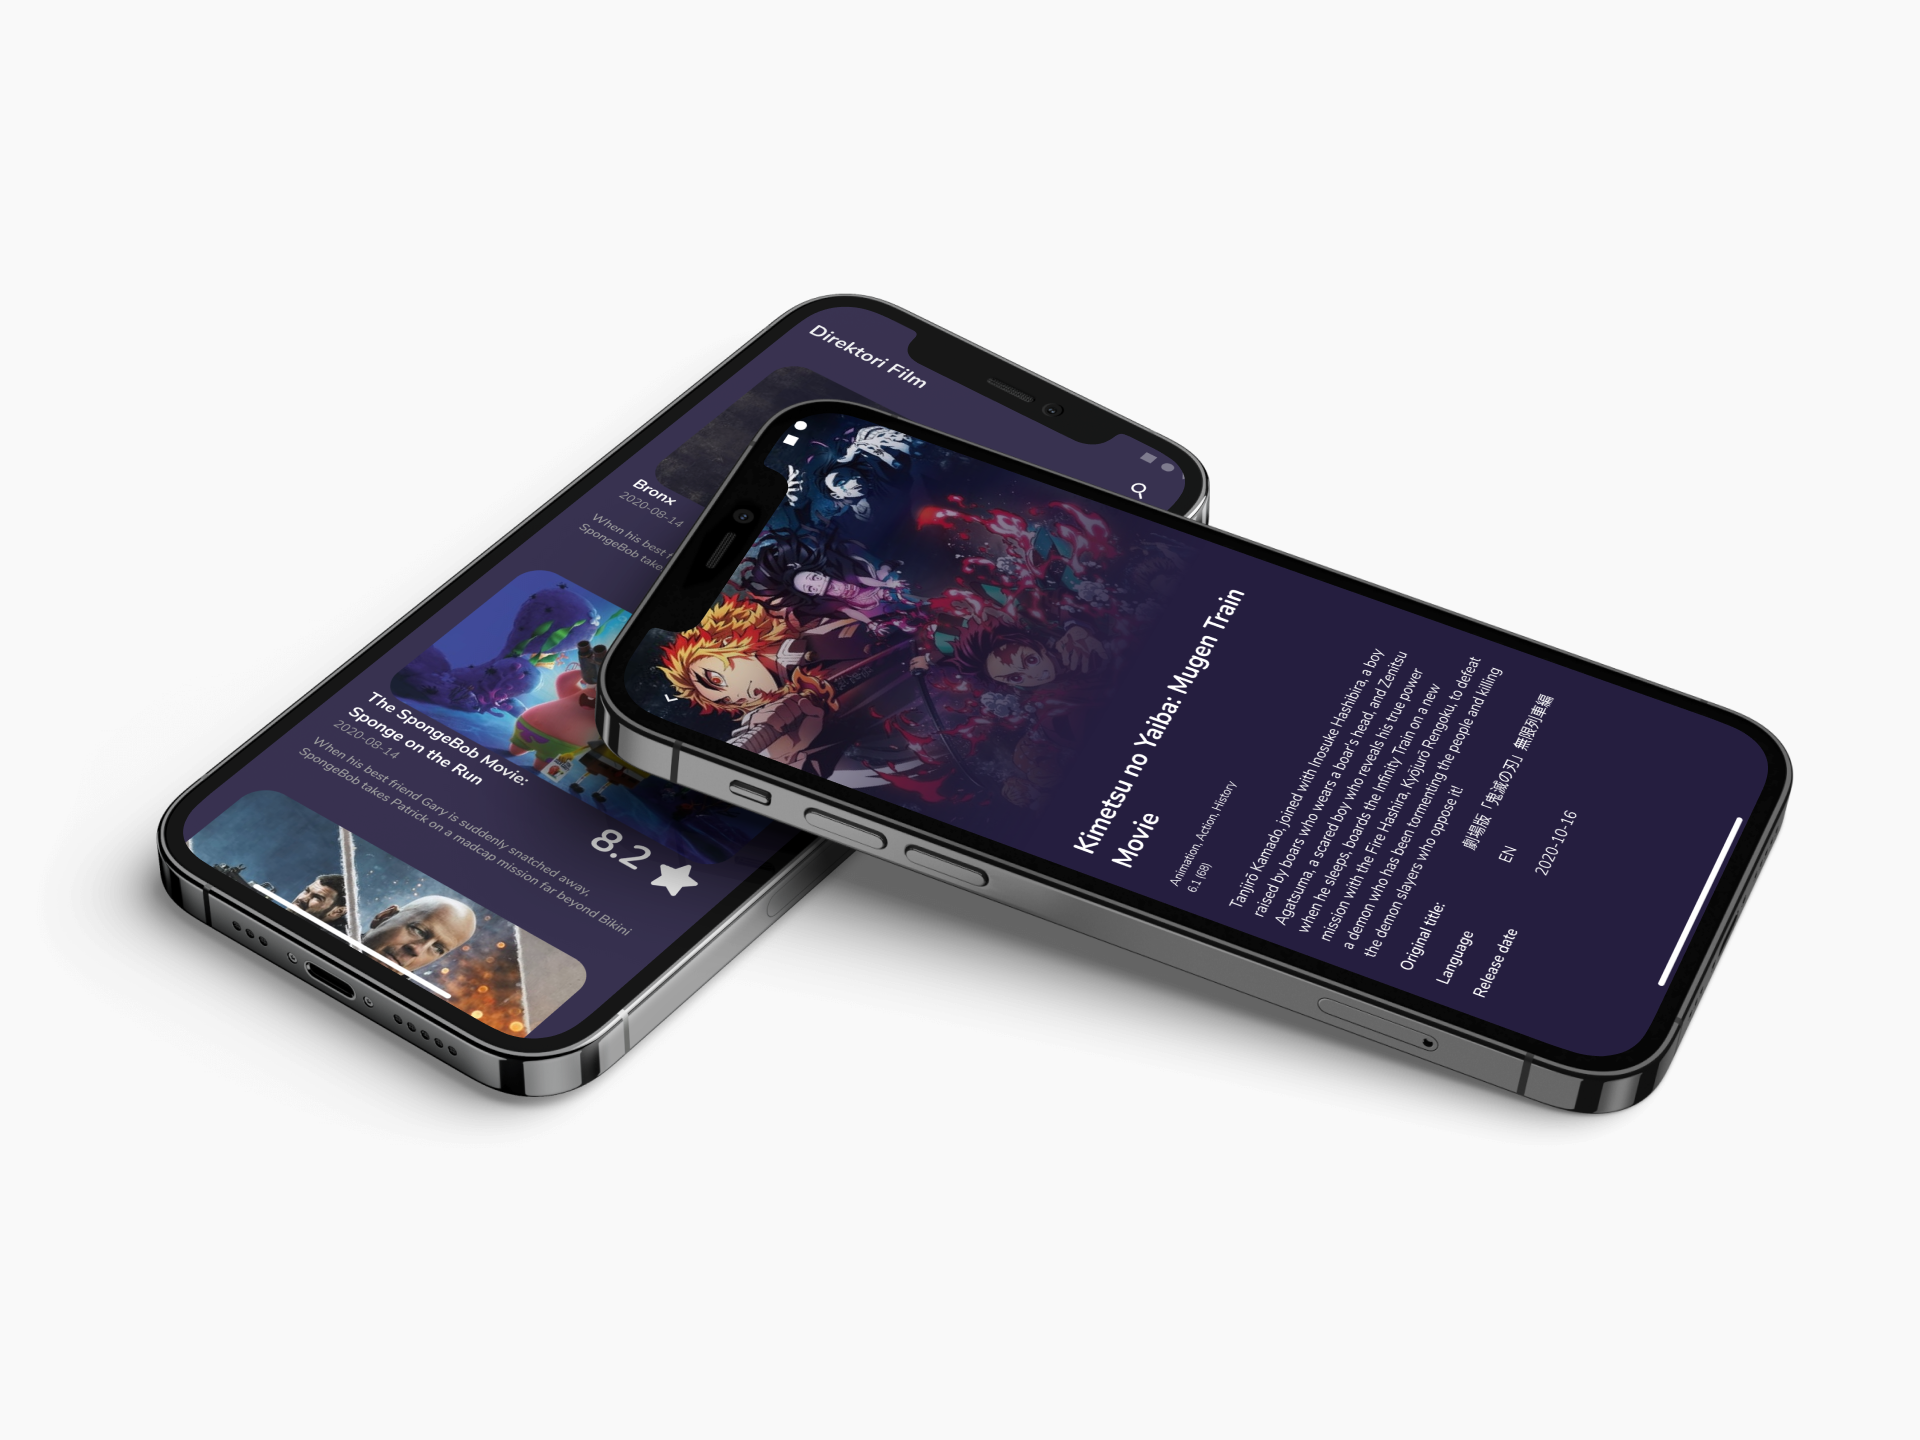 Direktori Film
Bronx
2020-08-14
When his best f
SpongeBob take
The SpongeBob Movie:
Sponge on the Run
2020-08-14
When his best friend Gary is suddenly snatched away,
SpongeBob takes Patrick on a madcap mission far beyond Bikini
8.2
Kimetsu no Yaiba: Mugen Train
Movie
Animation, Action, History
6.1 (68)
Tanjirō Kamado, joined with Inosuke Hashibira, a boy
raised by boars who wears a boar's head, and Zenitsu
Agatsuma, a scared boy who reveals his true power
when he sleeps, boards the Infinity Train on a new
mission with the Fire Hashira, Kyōjurō Rengoku, to defeat
a demon who has been tormenting the people and killing
the demon slayers who oppose it!
Original title: 劇場版「鬼滅の刃」無限列車編
Language EN
Release date 2020-10-16